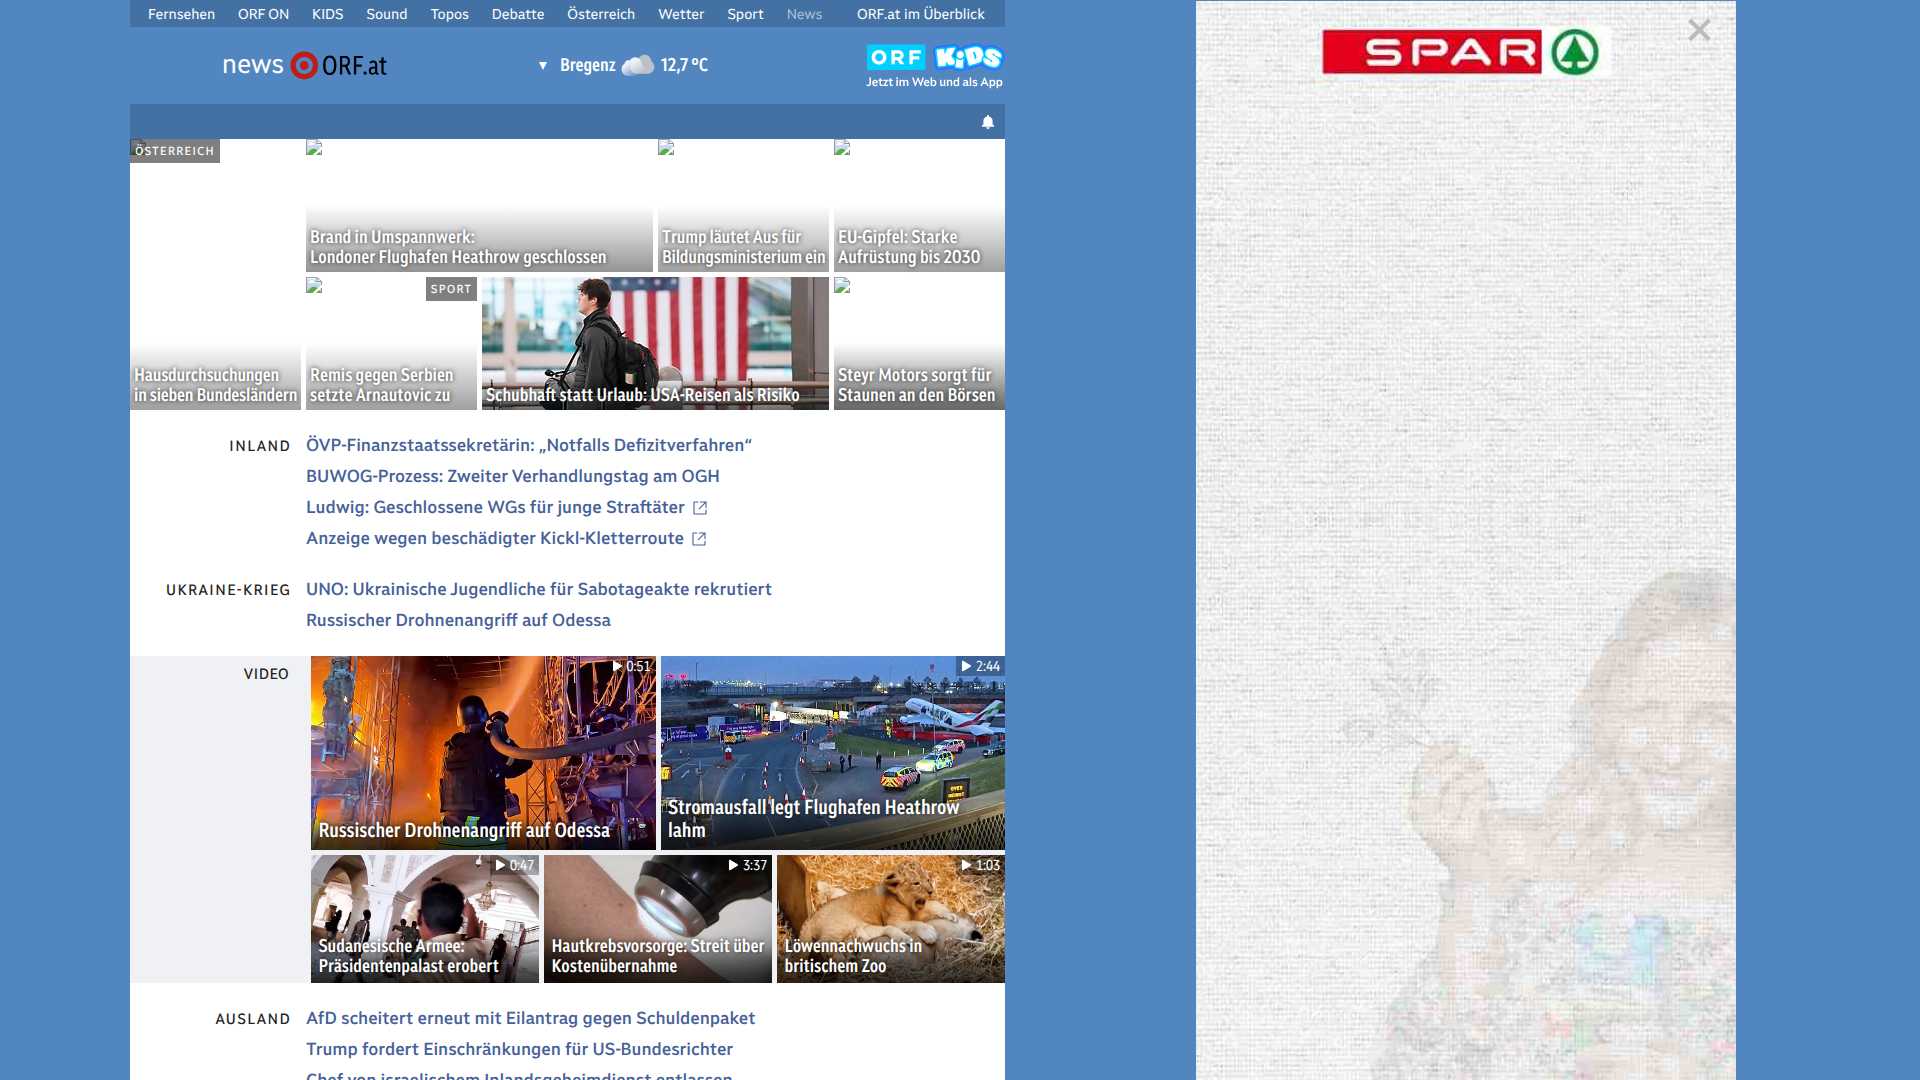 Fernsehen ORF ON KIDS Sound Topos Debatte Österreich Wetter Sport News ORF.at im Überblick
news ORF.at
▼ Bregenz 12,7 °C
ORF KiDS
Jetzt im Web und als App
SPAR
ÖSTERREICH
Hausdurchsuchungen
in sieben Bundesländern
Brand in Umspannwerk:
Londoner Flughafen Heathrow geschlossen
Trump läutet Aus für
Bildungsministerium ein
EU-Gipfel: Starke
Aufrüstung bis 2030
SPORT
Remis gegen Serbien
setzte Arnautovic zu
Schubhaft statt Urlaub: USA-Reisen als Risiko
Steyr Motors sorgt für
Staunen an den Börsen
INLAND
ÖVP-Finanzstaatssekretärin: „Notfalls Defizitverfahren“
BUWOG-Prozess: Zweiter Verhandlungstag am OGH
Ludwig: Geschlossene WGs für junge Straftäter
Anzeige wegen beschädigter Kickl-Kletterroute
UKRAINE-KRIEG
UNO: Ukrainische Jugendliche für Sabotageakte rekrutiert
Russischer Drohnenangriff auf Odessa
VIDEO
0:51
Russischer Drohnenangriff auf Odessa
2:44
Stromausfall legt Flughafen Heathrow
lahm
0:47
Sudanesische Armee:
Präsidentenpalast erobert
3:37
Hautkrebsvorsorge: Streit über
Kostenübernahme
1:03
Löwennachwuchs in
britischem Zoo
AUSLAND
AfD scheitert erneut mit Eilantrag gegen Schuldenpaket
Trump fordert Einschränkungen für US-Bundesrichter
Chef von israelischem Inlandsgeheimdienst entlassen